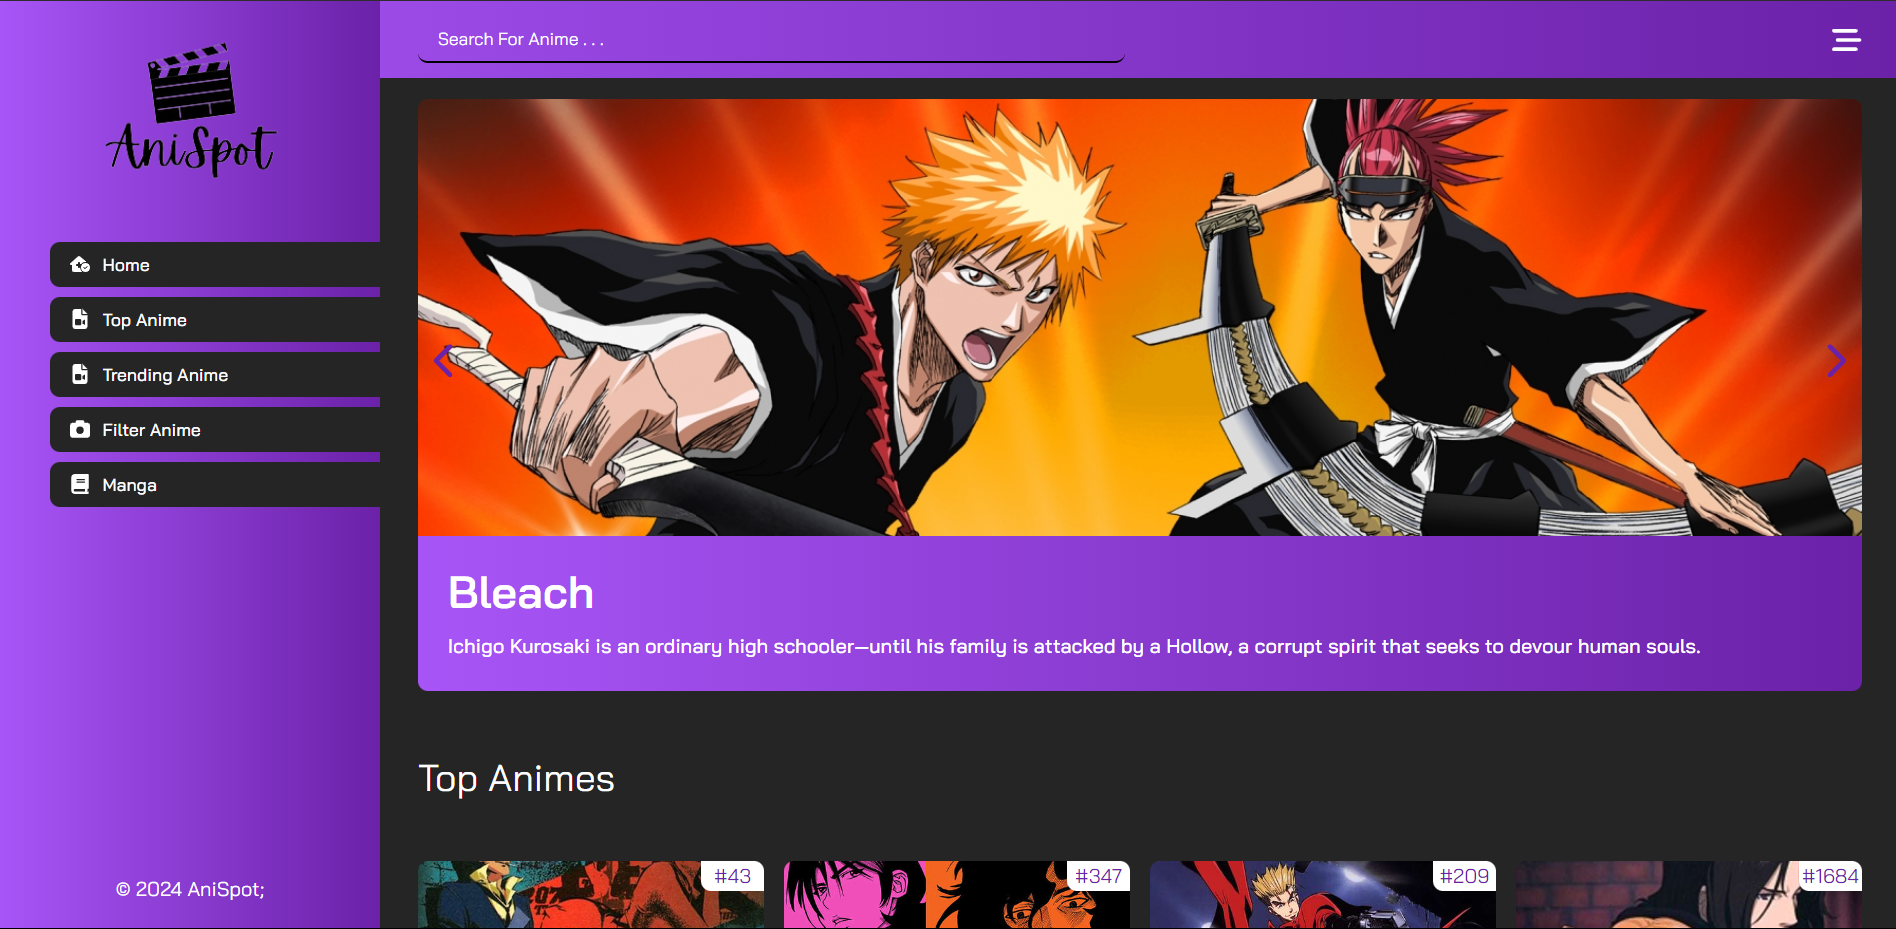 AniSpot
Home
Top Anime
Trending Anime
Filter Anime
Manga
© 2024 AniSpot;
Search For Anime . . .
Bleach
Ichigo Kurosaki is an ordinary high schooler—until his family is attacked by a Hollow, a corrupt spirit that seeks to devour human souls.
Top Animes
#43
#347
#209
#1684